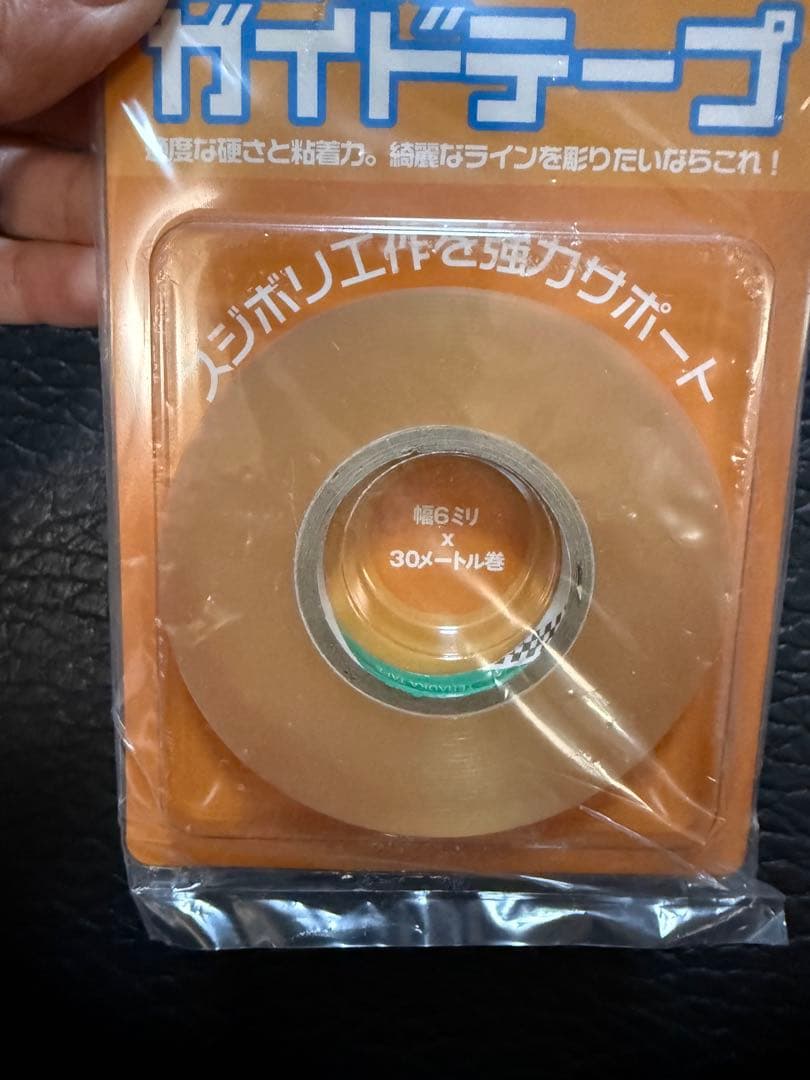 ガイドテープ
適度な硬さと粘着力。綺麗なラインを彫りたいならこれ!
スジボリ工作を強力サポート
幅6ミリ
x
30メートル巻